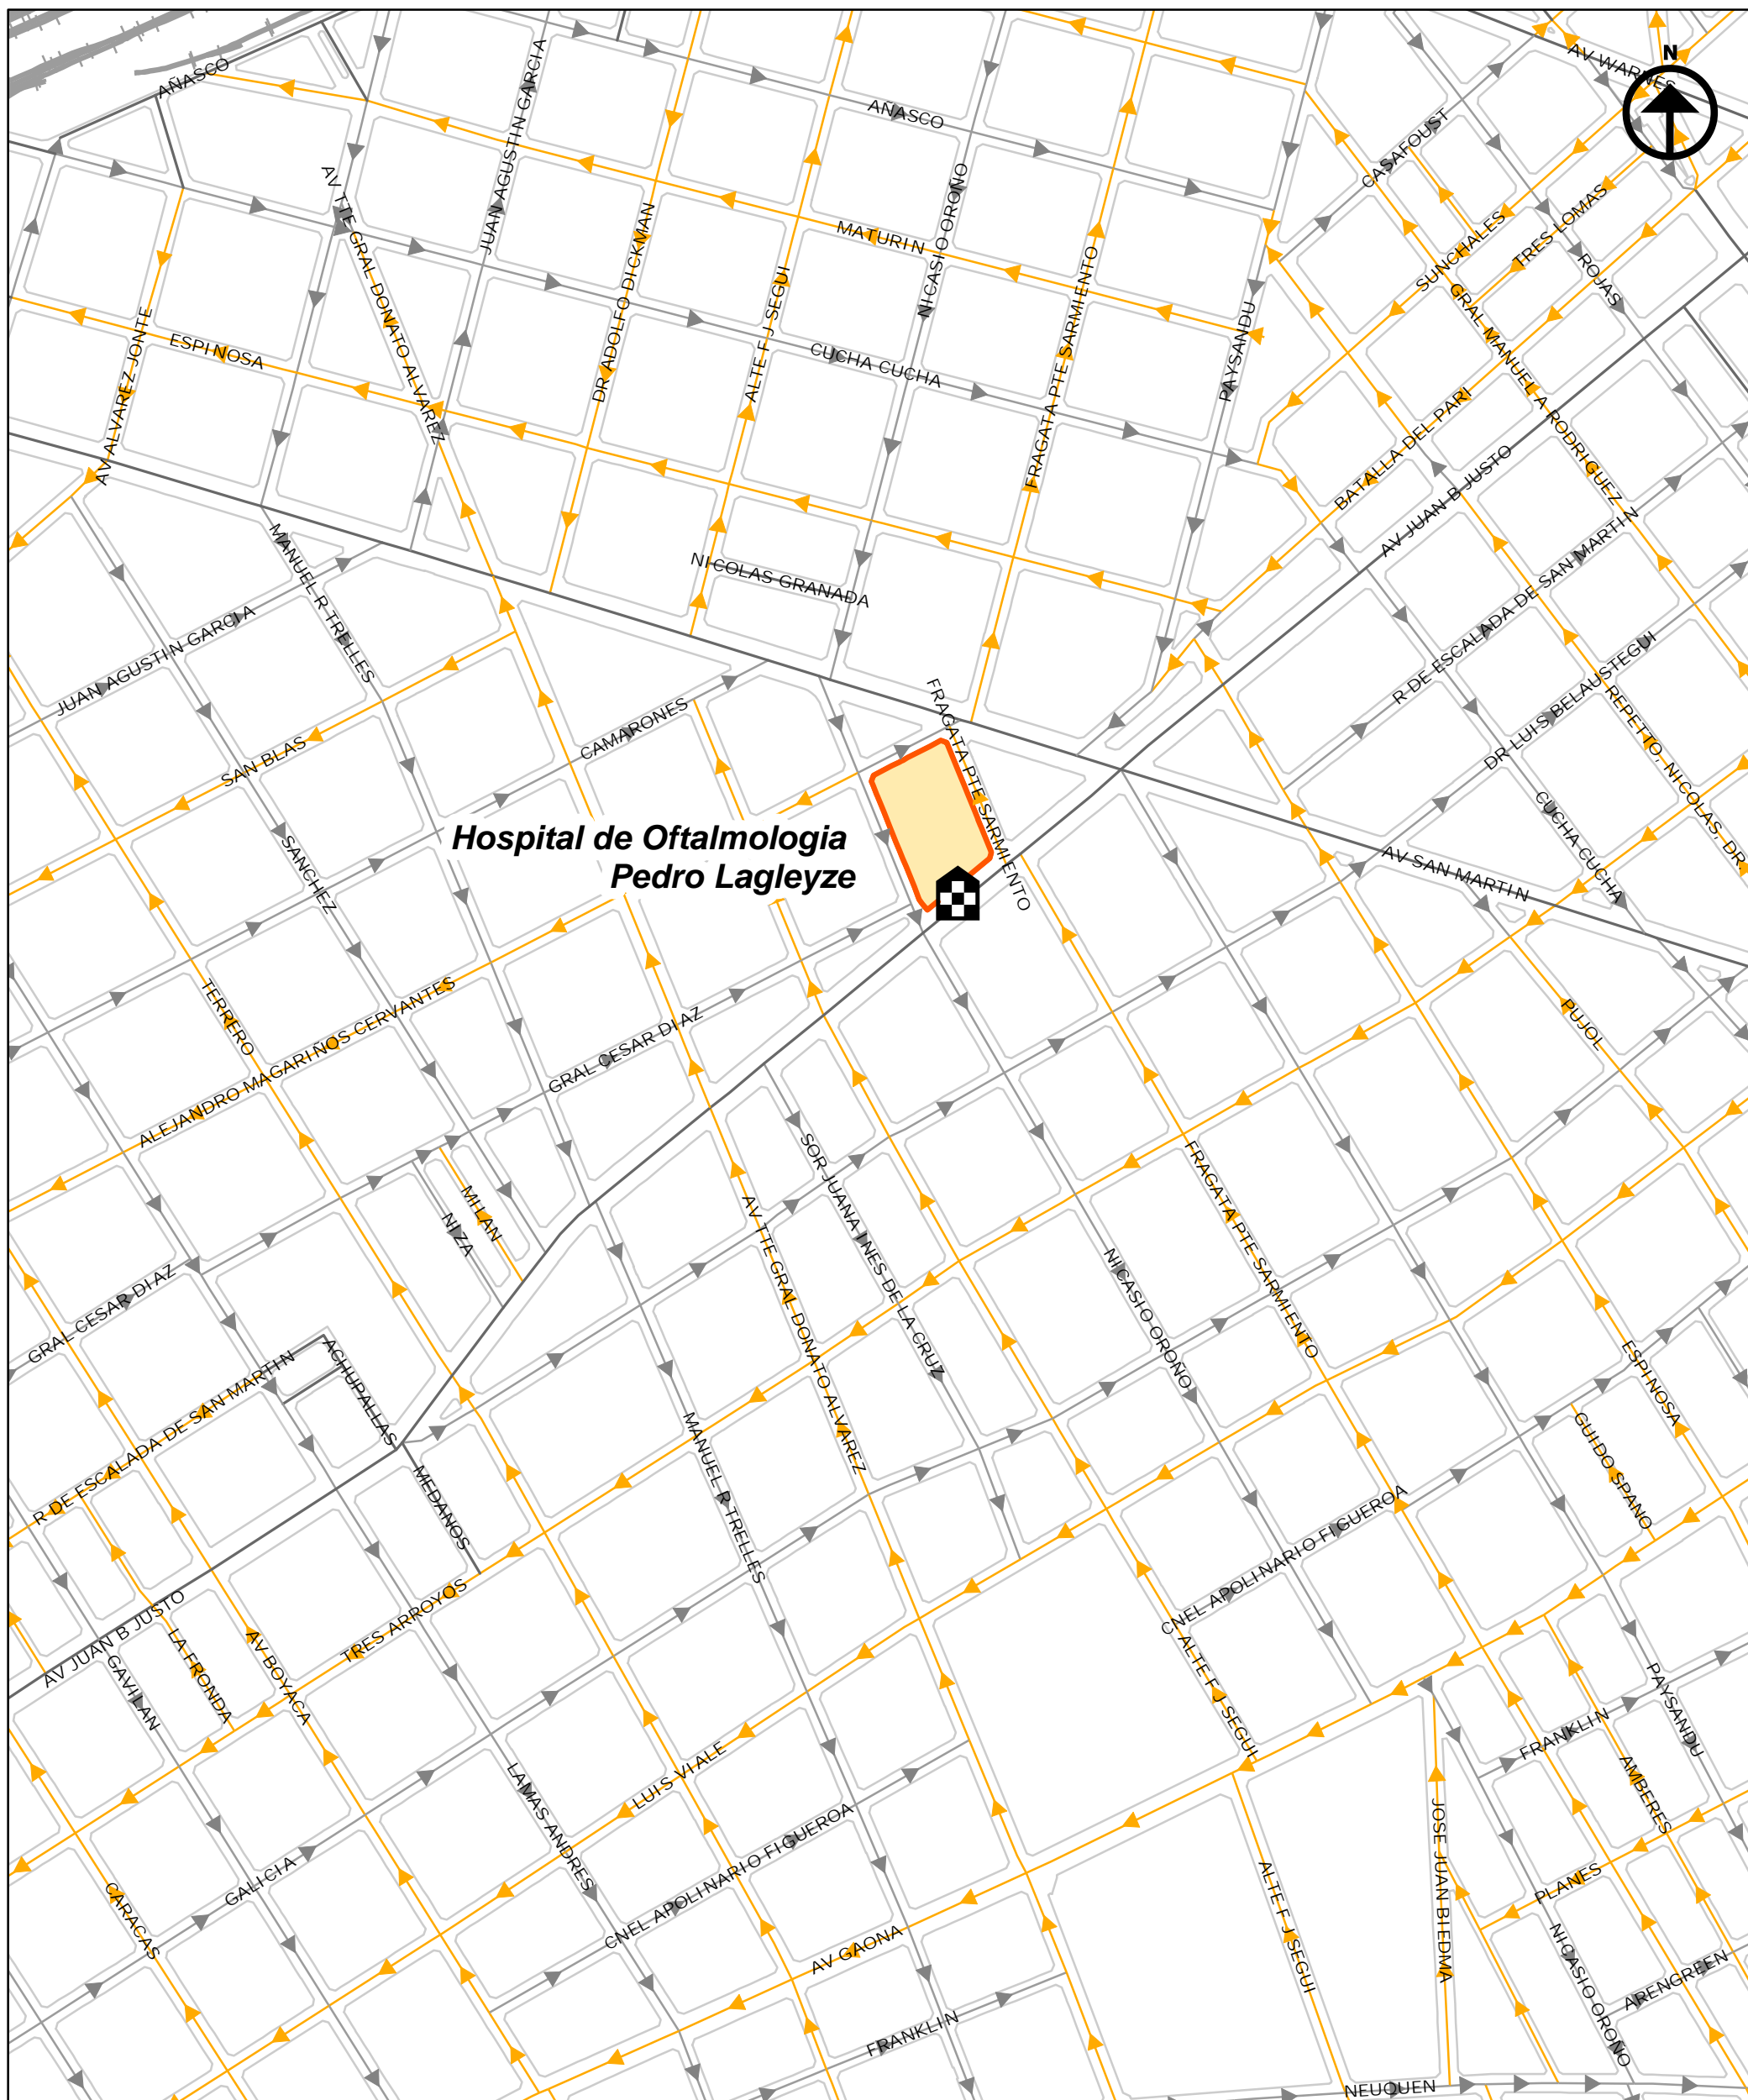 AÑASCO
AV WARNES
N
JUAN AGUSTIN GARCIA
AÑASCO
CASAFOUST
AV TTE GRAL DONATO ALVAREZ
DR ADOLFO DICKMAN
NICASIO OROÑO
MATURIN
SUNCHALES
TRES LOMAS
ROJAS
ALTE F J SEGUI
FRAGATA PTE SARMIENTO
PAYSANDU
GRAL MANUEL A RODRIGUEZ
AV ALVAREZ JONTE
ESPINOSA
CUCHA CUCHA
BATALLA DEL PARI
AV JUAN B JUSTO
MANUEL R TRELLES
NICOLAS GRANADA
R DE ESCALADA DE SAN MARTIN
JUAN AGUSTIN GARCIA
DR LUIS BELAUSTEGUI
REPETTO, NICOLAS, DR.
SAN BLAS
CAMARONES
FRAGATA PTE SARMIENTO
Hospital de Oftalmologia
Pedro Lagleyze
SANCHEZ
CUCHA CUCHA
AV SAN MARTIN
TERRERO
ALEJANDRO MAGARIÑOS CERVANTES
GRAL CESAR DIAZ
PUJOL
SOR JUANA INES DE LA CRUZ
FRAGATA PTE SARMIENTO
MILAN
NIZA
AV TTE GRAL DONATO ALVAREZ
NICASIO OROÑO
GRAL CESAR DIAZ
ACHUPALLAS
R DE ESCALADA DE SAN MARTIN
ESPINOSA
MANUEL R TRELLES
GUIDO SPANO
MEDANOS
CNEL APOLINARIO FIGUEROA
TRES ARROYOS
AV JUAN B JUSTO
LA FRONDA
AV BOYACA
GAVILAN
ALTE F J SEGUI
PAYSANDU
FRANKLIN
LUIS VIALE
LAMAS ANDRES
AMBERES
JOSE JUAN BIEDMA
CNEL APOLINARIO FIGUEROA
GALICIA
ALTE F J SEGUI
PLANES
CARACAS
AV GAONA
NICASIO OROÑO
ARENGREEN
FRANKLIN
NEUQUEN